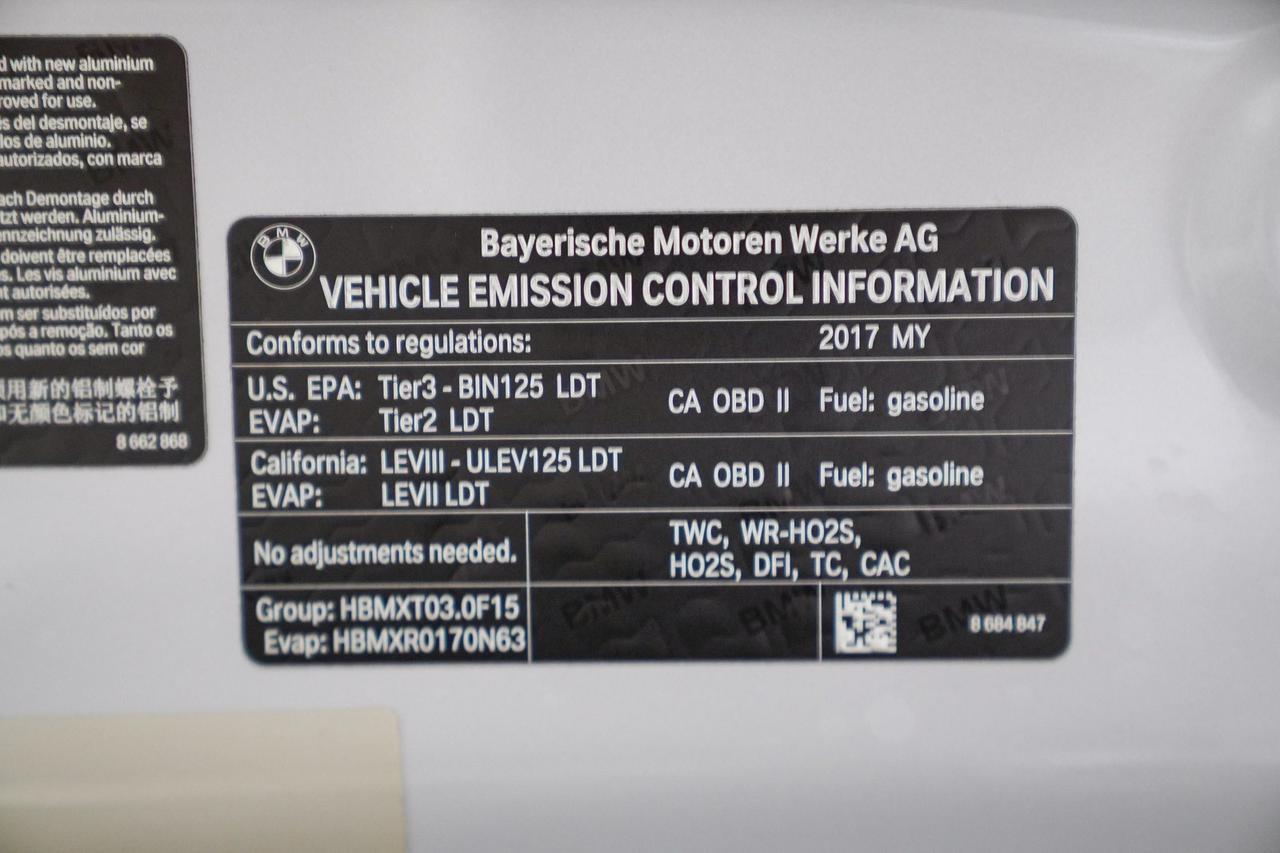 d with new aluminium
marked and non-
roved for use.
s del desmontaje, se
los de aluminio.
autorizados, con marca
ach Demontage durch
tzt werden. Aluminium-
ennzeichnung zulässig.
doivent être remplacées
s. Les vis aluminium avec
t autorisées.
m ser substituídos por
pós a remoção. Tanto os
os quanto os sem cor
用新的铝制螺栓予
无颜色标记的铝制
8 662 868
BMW
Bayerische Motoren Werke AG
VEHICLE EMISSION CONTROL INFORMATION
Conforms to regulations: 2017 MY
U.S. EPA: Tier3 - BIN125 LDT CA OBD II Fuel: gasoline
EVAP: Tier2 LDT
California: LEVIII - ULEV125 LDT CA OBD II Fuel: gasoline
EVAP: LEVII LDT
No adjustments needed.
TWC, WR-HO2S,
HO2S, DFI, TC, CAC
Group: HBMXT03.0F15
Evap: HBMXR0170N63
8 684 847